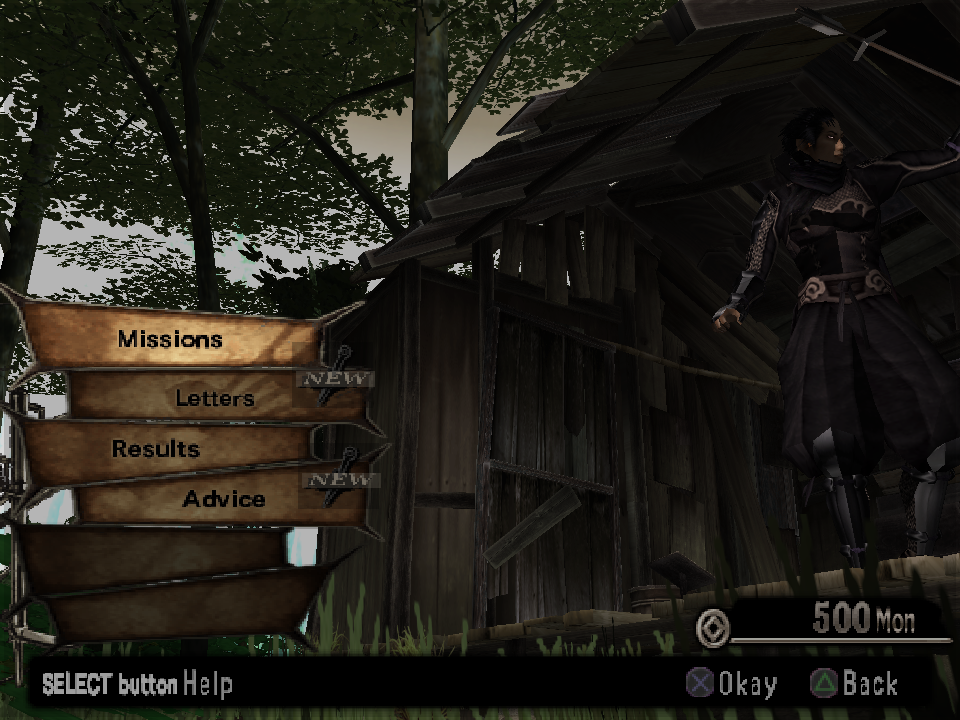 Missions
NEW
Letters
Results
NEW
Advice
500 Mon
SELECT button Help
Okay
Back